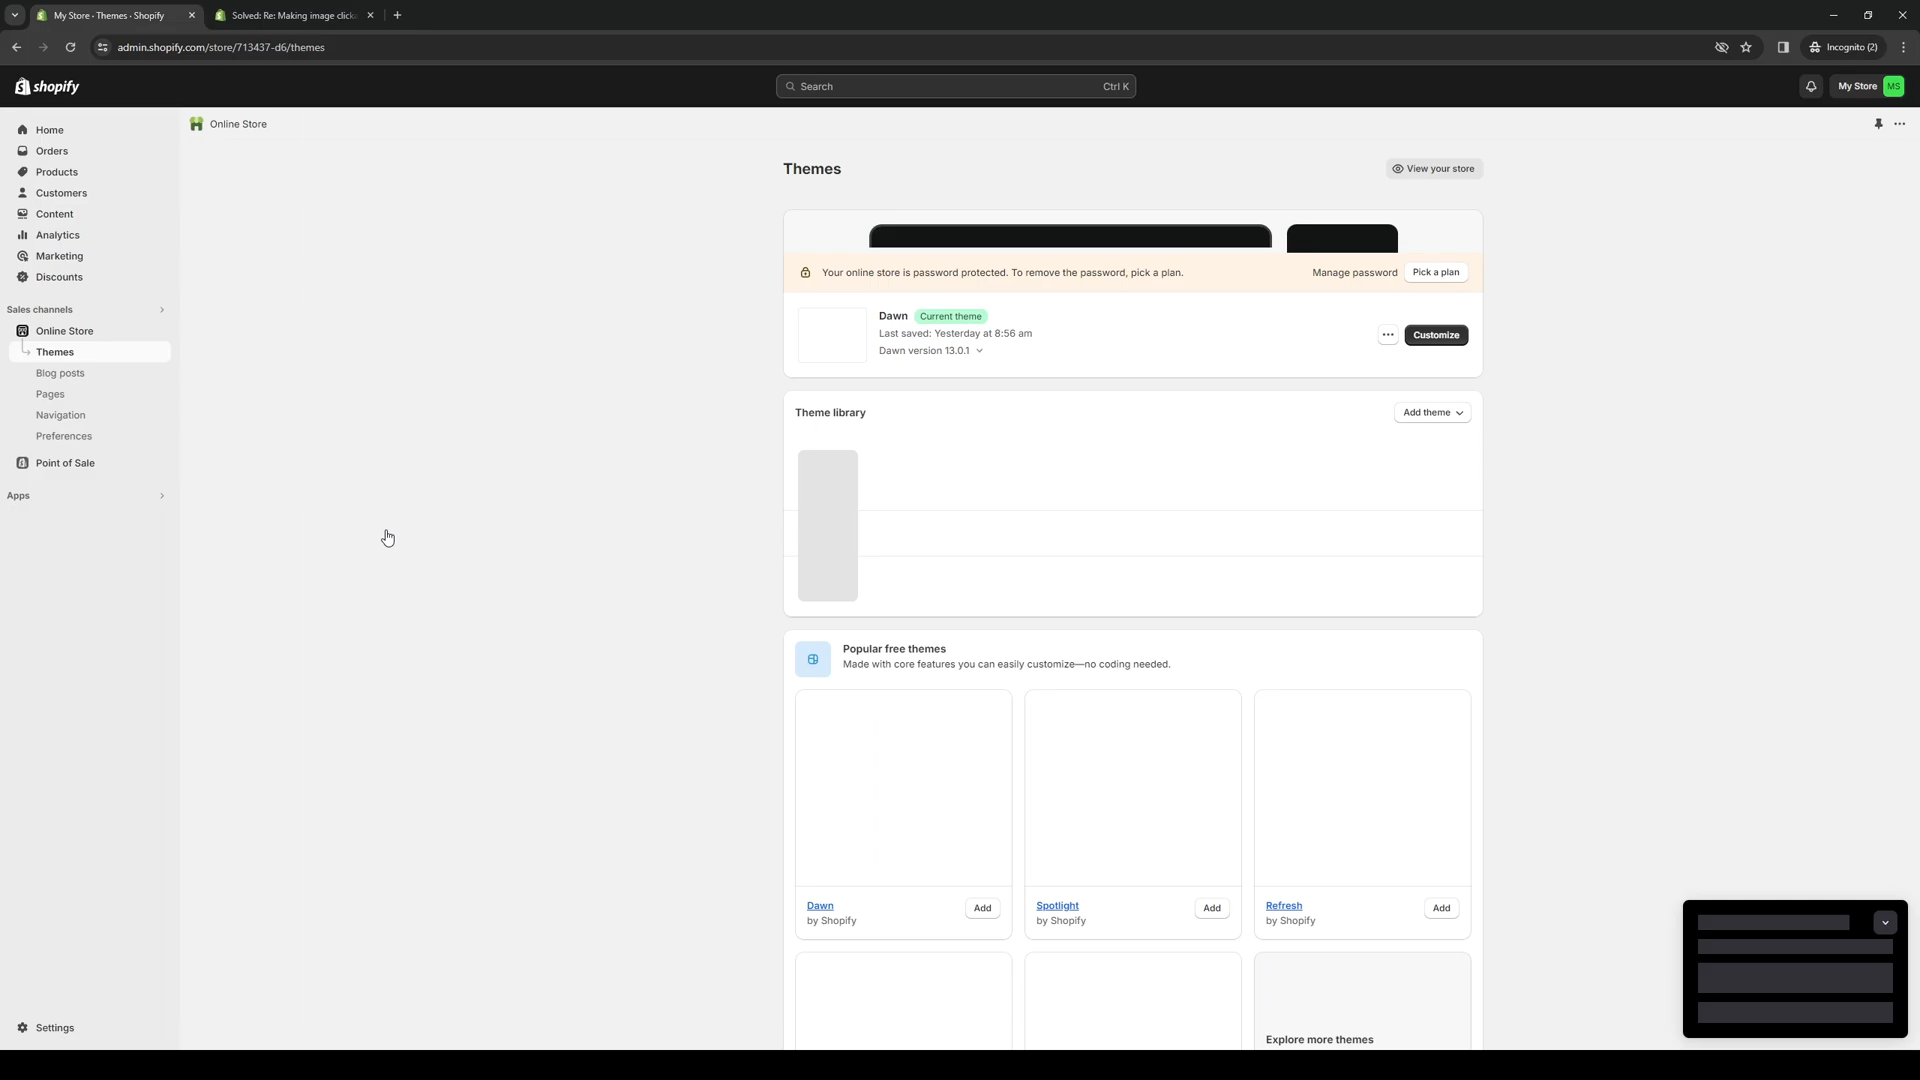 My Store · Themes · Shopify
Solved: Re: Making image clicka
admin.shopify.com/store/713437-d6/themes
Incognito (2)
shopify
Search
Ctrl K
My Store
MS
Home
Orders
Products
Customers
Content
Analytics
Marketing
Discounts
Sales channels
Online Store
Themes
Blog posts
Pages
Navigation
Preferences
Point of Sale
Apps
Settings
Online Store
Themes
View your store
Your online store is password protected. To remove the password, pick a plan.
Manage password
Pick a plan
Dawn
Current theme
Last saved: Yesterday at 8:56 am
Dawn version 13.0.1
Customize
Theme library
Add theme
Popular free themes
Made with core features you can easily customize—no coding needed.
Dawn
by Shopify
Add
Spotlight
by Shopify
Add
Refresh
by Shopify
Add
Explore more themes